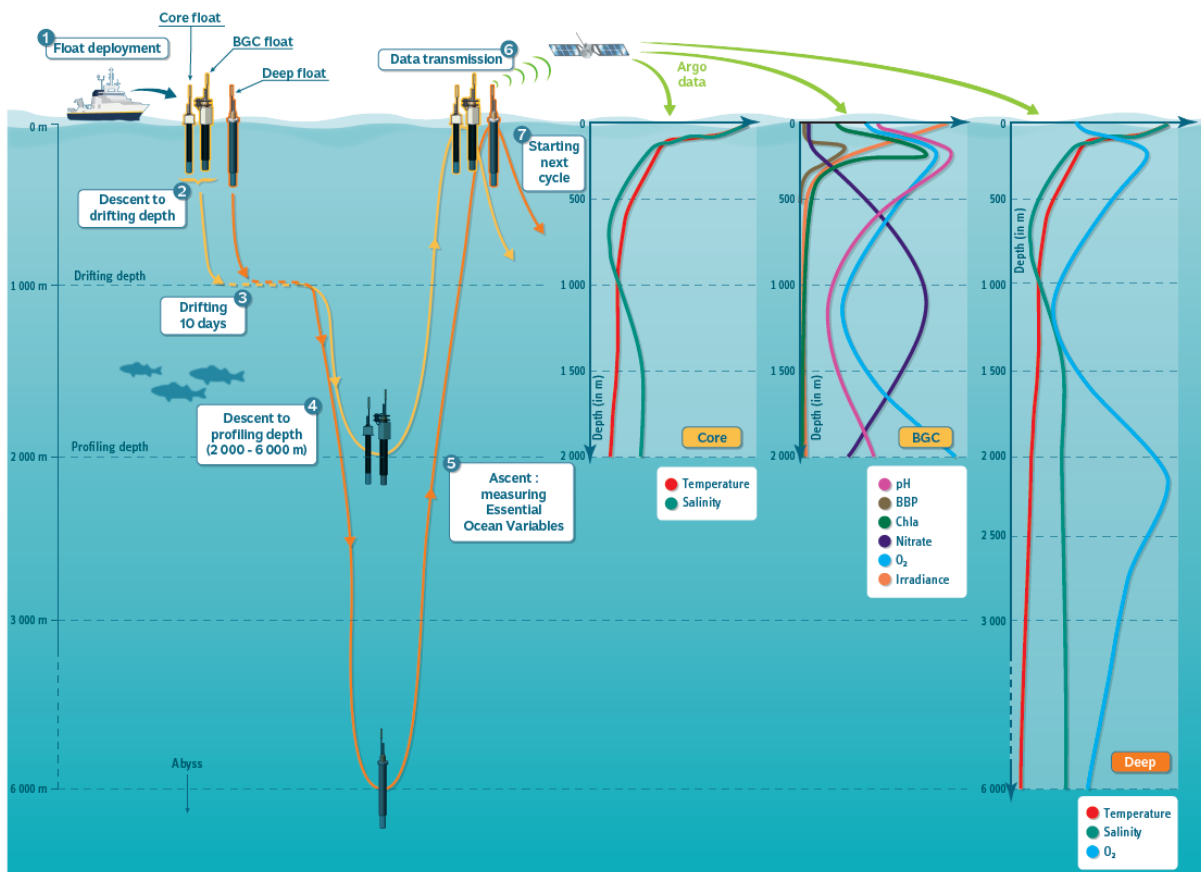 1
Float deployment
Core float
BGC float
Deep float
Data transmission
6
Argo
data
0 m
2
Descent to
drifting depth
7
Starting
next
cycle
Drifting depth
1 000 m
3
Drifting
10 days
4
Descent to
profiling depth
(2 000 - 6 000 m)
Profiling depth
2 000 m
5
Ascent :
measuring
Essential
Ocean Variables
3 000 m
Abyss
6 000 m
0
500
1 000
1 500
2 000
Depth (in m)
Core
Temperature
Salinity
0
500
1 000
1 500
2 000
Depth (in m)
BGC
pH
BBP
Chla
Nitrate
O₂
Irradiance
0
500
1 000
1 500
2 000
2 500
3 000
6 000
Depth (in m)
Deep
Temperature
Salinity
O₂